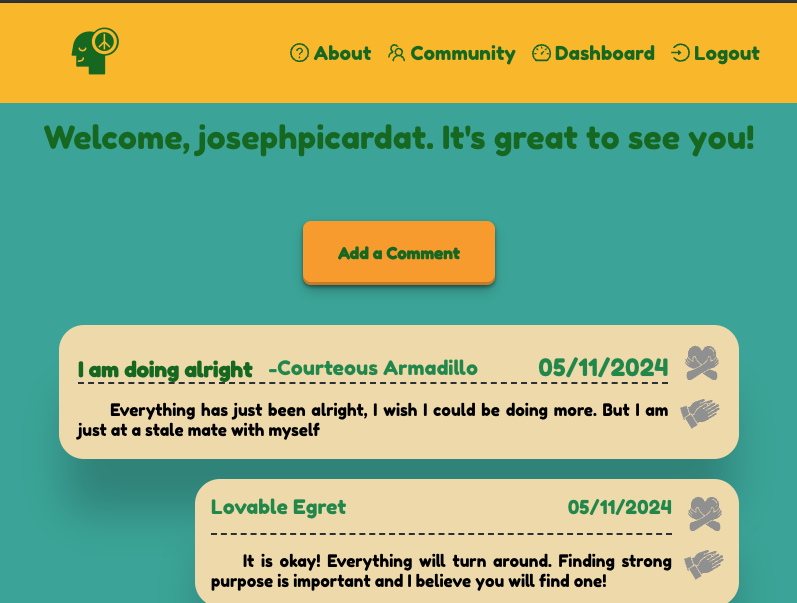 About Community Dashboard Logout
Welcome, josephpicardat. It's great to see you!
Add a Comment
I am doing alright -Courteous Armadillo 05/11/2024
Everything has just been alright, I wish I could be doing more. But I am
just at a stale mate with myself
Lovable Egret 05/11/2024
It is okay! Everything will turn around. Finding strong
purpose is important and I believe you will find one!